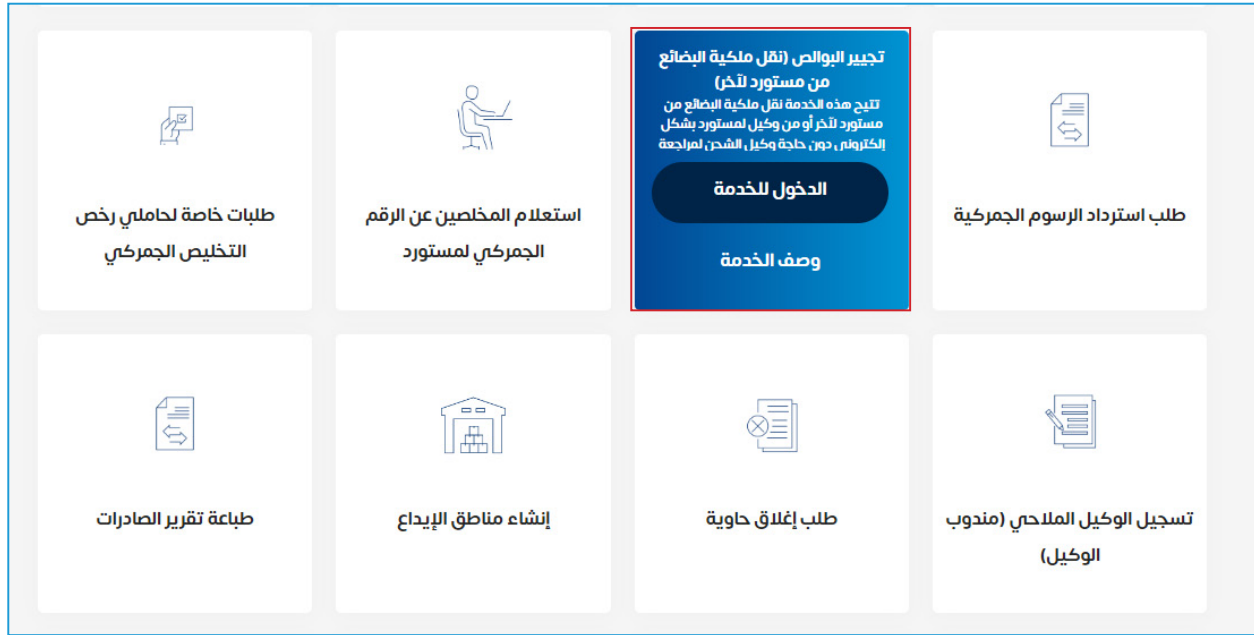 طلب استرداد الرسوم الجمركية
تجيير البوالص (نقل ملكية البضائع
من مستورد لآخر)
تتيح هذه الخدمة نقل ملكية البضائع من
مستورد لآخر أو من وكيل لمستورد بشكل
إلكتروني دون حاجة وكيل الشحن لمراجعة
الدخول للخدمة
وصف الخدمة
استعلام المخلصين عن الرقم
الجمركي لمستورد
طلبات خاصة لحاملي رخص
التخليص الجمركي
تسجيل الوكيل الملاحي (مندوب
الوكيل)
طلب إغلاق حاوية
إنشاء مناطق الإيداع
طباعة تقرير الصادرات